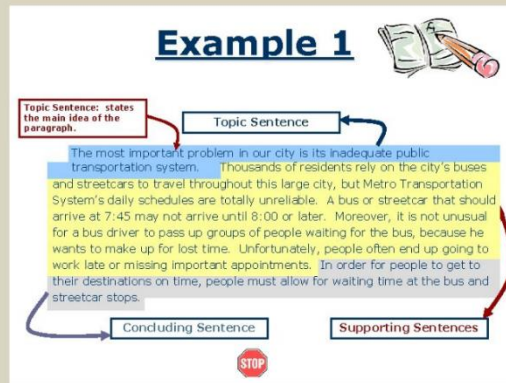 Example 1
Topic Sentence: states
the main idea of the
paragraph.
Topic Sentence
The most important problem in our city is its inadequate public
transportation system. Thousands of residents rely on the city's buses
and streetcars to travel throughout this large city, but Metro Transportation
System's daily schedules are totally unreliable. A bus or streetcar that should
arrive at 7:45 may not arrive until 8:00 or later. Moreover, it is not unusual
for a bus driver to pass up groups of people waiting for the bus, because he
wants to make up for lost time. Unfortunately, people often end up going to
work late or missing important appointments. In order for people to get to
their destinations on time, people must allow for waiting time at the bus and
streetcar stops.
Concluding Sentence
Supporting Sentences
STOP